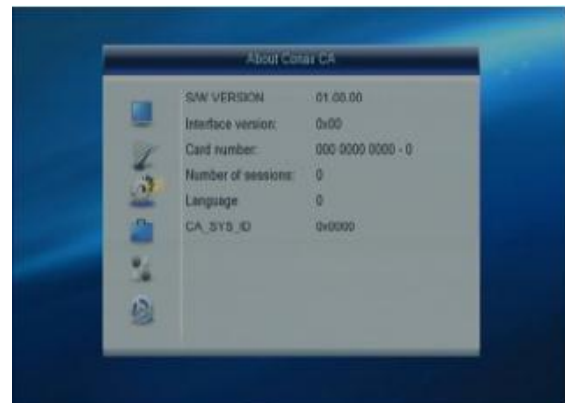 About Conax CA
S/W VERSION 01.00.00
Interface version: 0x00
Card number: 000 0000 0000 - 0
Number of sessions: 0
Language 0
CA_SYS_ID 0x0000